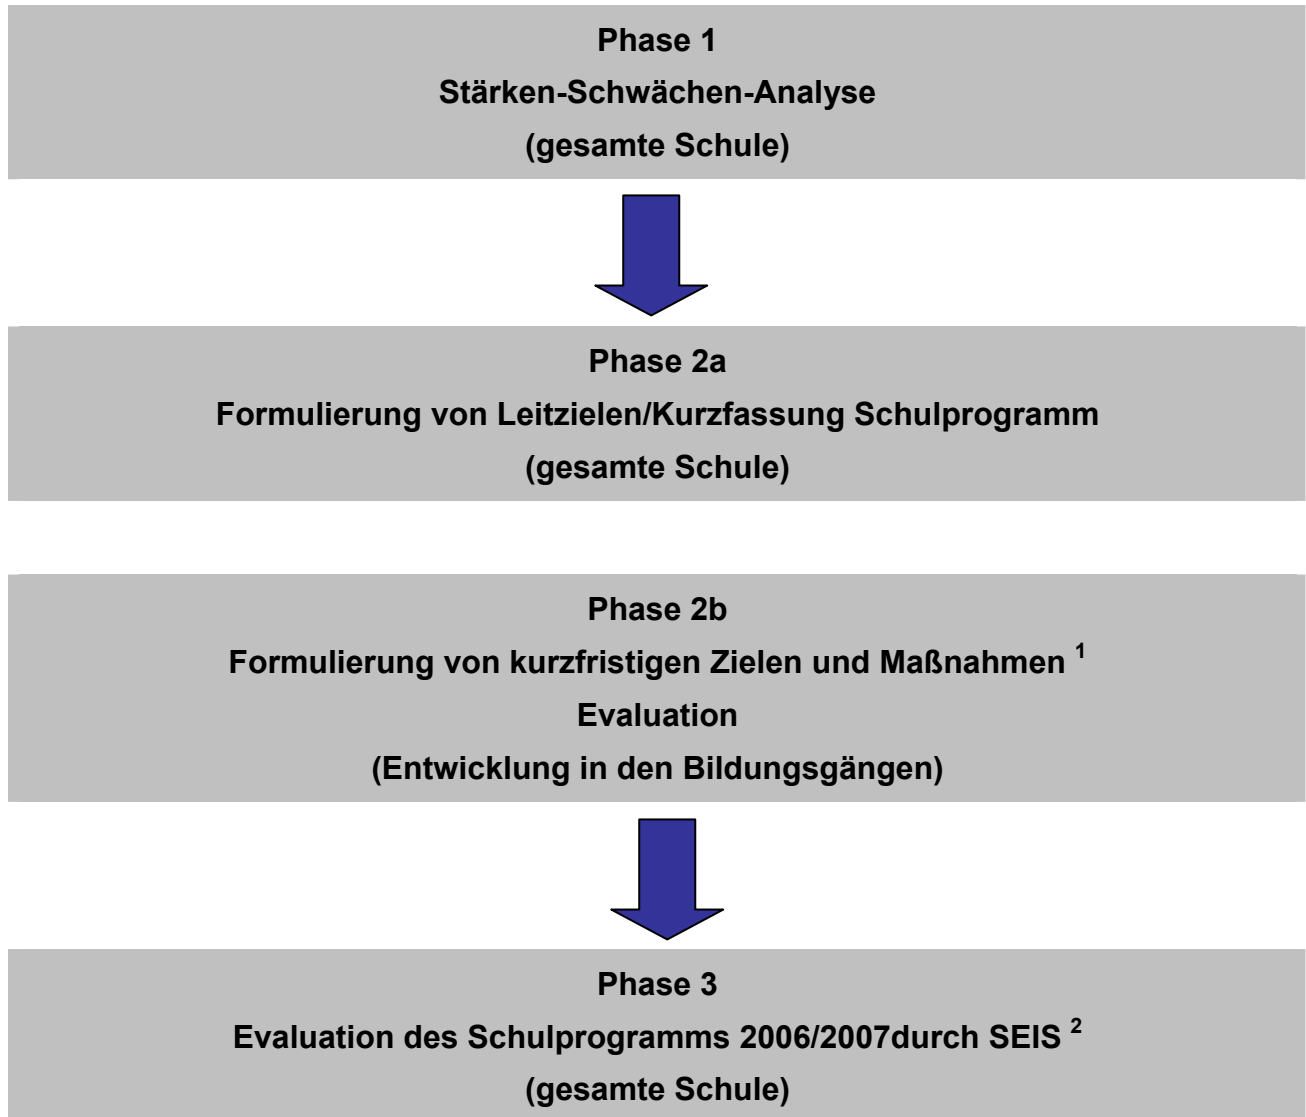 Phase 1
Stärken-Schwächen-Analyse
(gesamte Schule)
Phase 2a
Formulierung von Leitzielen/Kurzfassung Schulprogramm
(gesamte Schule)
Phase 2b
Formulierung von kurzfristigen Zielen und Maßnahmen 1
Evaluation
(Entwicklung in den Bildungsgängen)
Phase 3
Evaluation des Schulprogramms 2006/2007durch SEIS 2
(gesamte Schule)